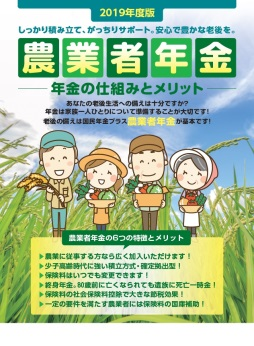 2019年度版
しっかり積み立て、がっちりサポート。安心で豊かな老後を。
農業者年金
年金の仕組みとメリット
あなたの老後生活への備えは十分ですか?
年金は家族一人ひとりについて準備することが大切です!
老後の備えは国民年金プラス農業者年金が基本です!
農業者年金の6つの特徴とメリット
農業に従事する方なら広く加入いただけます!
少子高齢時代に強い積立方式・確定拠出型!
保険料はいつでも変更できます!
終身年金。80歳前に亡くなられても遺族に死亡一時金!
保険料の社会保険料控除で大きな節税効果!
一定の要件を満たす農業者には保険料の国庫補助!